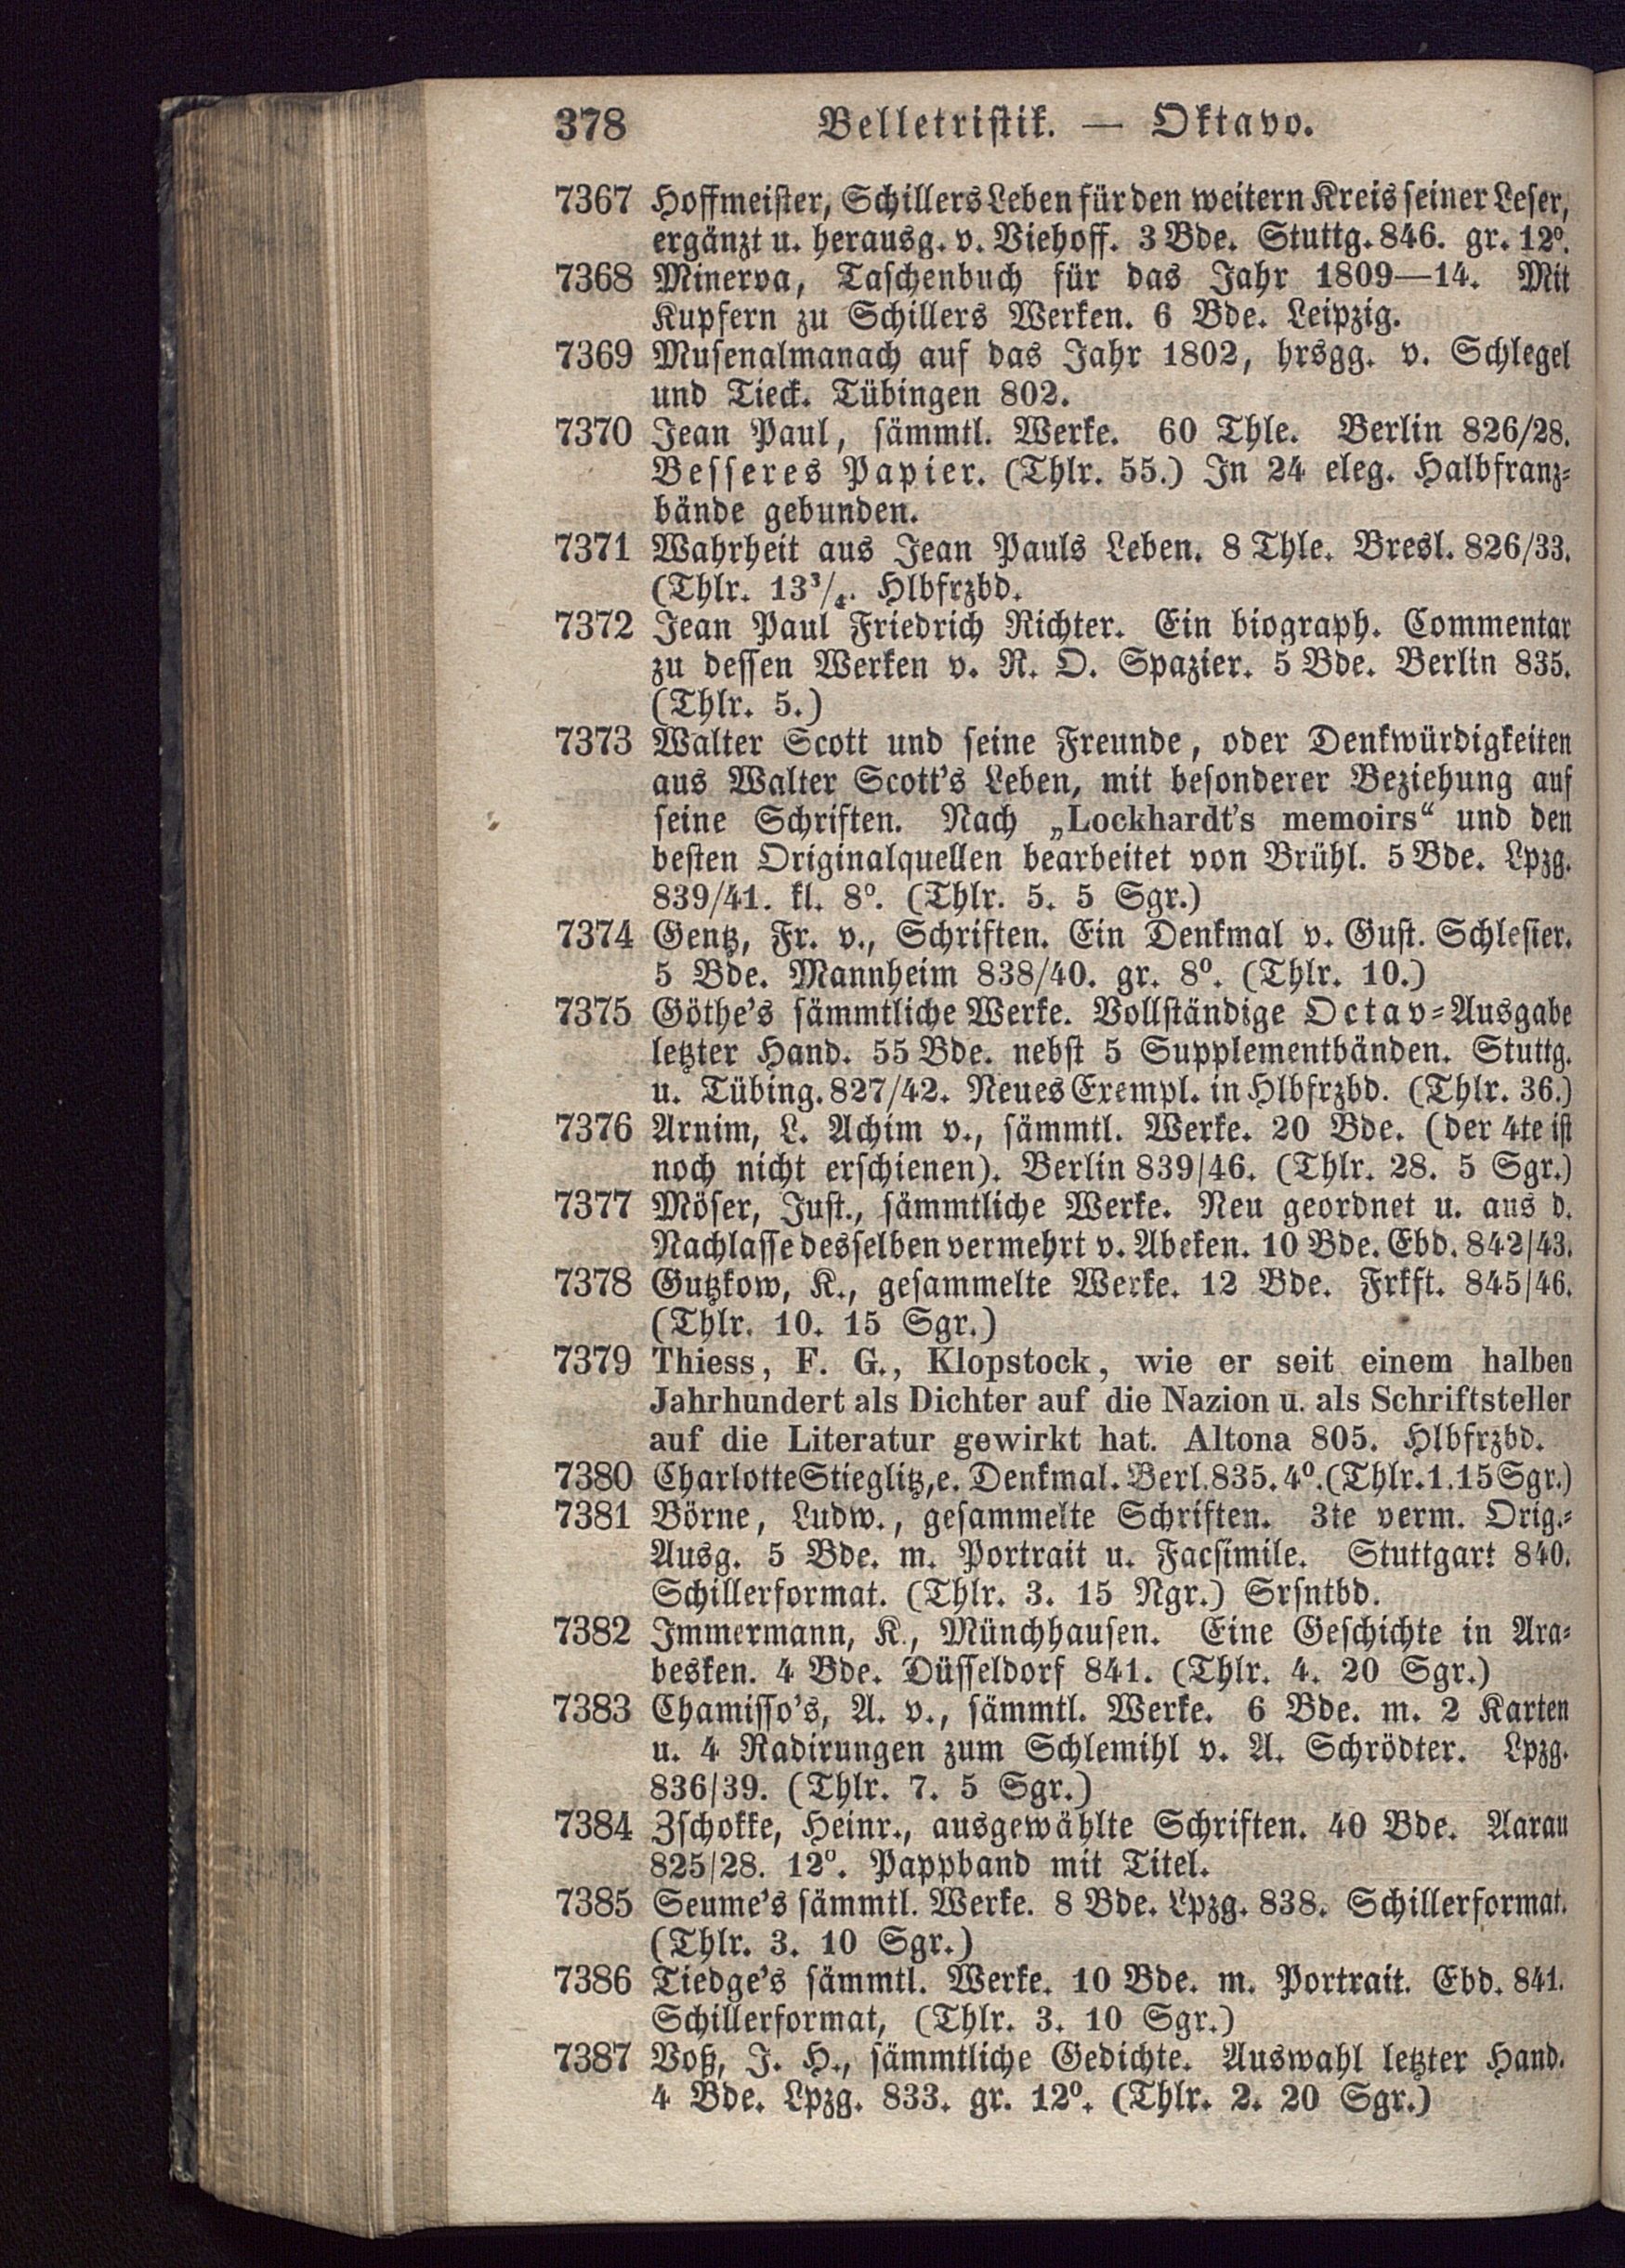 378 Belletristik. — Oktavo.
7367 Hoffmeister, Schillers Leben für den weitern Kreis seiner Leser,
ergänzt u. herausg. v. Viehoff. 3 Bde. Stuttg. 846. gr. 12⁰.
7368 Minerva, Taschenbuch für das Jahr 1809—14. Mit
Kupfern zu Schillers Werken. 6 Bde. Leipzig.
7369 Musenalmanach auf das Jahr 1802, hrsgg. v. Schlegel
und Tieck. Tübingen 802.
7370 Jean Paul, sämmtl. Werke. 60 Thle. Berlin 826/28.
Besseres Papier. (Thlr. 55.) In 24 eleg. Halbfranz-
bände gebunden.
7371 Wahrheit aus Jean Pauls Leben. 8 Thle. Bresl. 826/33.
(Thlr. 13³/₄. Hlbfrzbd.
7372 Jean Paul Friedrich Richter. Ein biograph. Commentar
zu dessen Werken v. R. O. Spazier. 5 Bde. Berlin 835.
(Thlr. 5.)
7373 Walter Scott und seine Freunde, oder Denkwürdigkeiten
aus Walter Scott's Leben, mit besonderer Beziehung auf
seine Schriften. Nach „Lockhardt's memoirs“ und den
besten Originalquellen bearbeitet von Brühl. 5 Bde. Lpzg.
839/41. kl. 8⁰. (Thlr. 5. 5 Sgr.)
7374 Gentz, Fr. v., Schriften. Ein Denkmal v. Gust. Schlesier.
5 Bde. Mannheim 838/40. gr. 8⁰. (Thlr. 10.)
7375 Göthe's sämmtliche Werke. Vollständige Octav-Ausgabe
letzter Hand. 55 Bde. nebst 5 Supplementbänden. Stuttg.
u. Tübing. 827/42. Neues Exempl. in Hlbfrzbd. (Thlr. 36.)
7376 Arnim, L. Achim v., sämmtl. Werke. 20 Bde. (der 4te ist
noch nicht erschienen). Berlin 839/46. (Thlr. 28. 5 Sgr.)
7377 Möser, Just., sämmtliche Werke. Neu geordnet u. aus d.
Nachlasse desselben vermehrt v. Abeken. 10 Bde. Ebd. 842/43.
7378 Gutzkow, K., gesammelte Werke. 12 Bde. Frkft. 845/46.
(Thlr. 10. 15 Sgr.)
7379 Thiess, F. G., Klopstock, wie er seit einem halben
Jahrhundert als Dichter auf die Nazion u. als Schriftsteller
auf die Literatur gewirkt hat. Altona 805. Hlbfrzbd.
7380 Charlotte Stieglitz, e. Denkmal. Berl. 835. 4⁰. (Thlr. 1. 15 Sgr.)
7381 Börne, Ludw., gesammelte Schriften. 3te verm. Orig.-
Ausg. 5 Bde. m. Portrait u. Facsimile. Stuttgart 840.
Schillerformat. (Thlr. 3. 15 Ngr.) Srsntbd.
7382 Immermann, K., Münchhausen. Eine Geschichte in Ara-
besken. 4 Bde. Düsseldorf 841. (Thlr. 4. 20 Sgr.)
7383 Chamisso's, A. v., sämmtl. Werke. 6 Bde. m. 2 Karten
u. 4 Radirungen zum Schlemihl v. A. Schrödter. Lpzg.
836/39. (Thlr. 7. 5 Sgr.)
7384 Zschokke, Heinr., ausgewählte Schriften. 40 Bde. Aarau
825/28. 12⁰. Pappband mit Titel.
7385 Seume's sämmtl. Werke. 8 Bde. Lpzg. 838. Schillerformat.
(Thlr. 3. 10 Sgr.)
7386 Tiedge's sämmtl. Werke. 10 Bde. m. Portrait. Ebd. 841.
Schillerformat, (Thlr. 3. 10 Sgr.)
7387 Voß, J. H., sämmtliche Gedichte. Auswahl letzter Hand.
4 Bde. Lpzg. 833. gr. 12⁰. (Thlr. 2. 20 Sgr.)